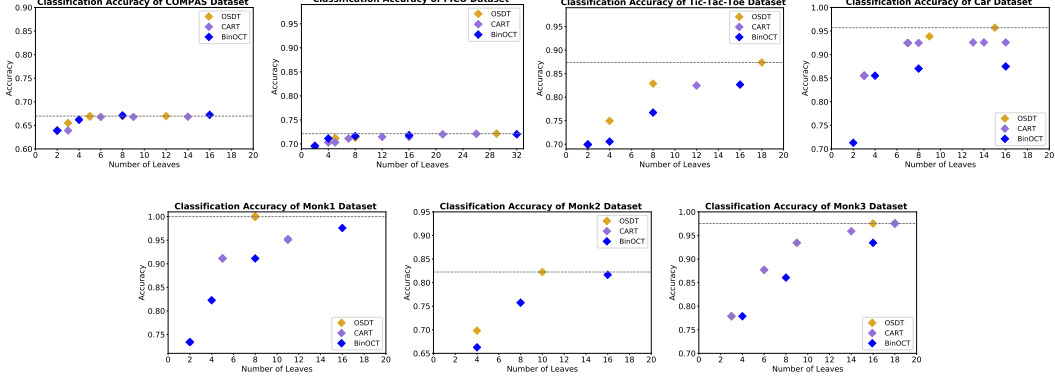 Classification Accuracy of COMPAS Dataset
0.90
0.85
0.80
0.75
0.70
0.65
0.60
Accuracy
OSDT
CART
BinOCT
0 2 4 6 8 10 12 14 16 18 20
Number of Leaves
Classification Accuracy of FICO Dataset
0.95
0.90
0.85
0.80
0.75
0.70
Accuracy
OSDT
CART
BinOCT
0 4 8 12 16 20 24 28 32
Number of Leaves
Classification Accuracy of Tic-Tac-Toe Dataset
0.95
0.90
0.85
0.80
0.75
0.70
Accuracy
OSDT
CART
BinOCT
0 2 4 6 8 10 12 14 16 18 20
Number of Leaves
Classification Accuracy of Car Dataset
1.00
0.95
0.90
0.85
0.80
0.75
0.70
Accuracy
OSDT
CART
BinOCT
0 2 4 6 8 10 12 14 16 18 20
Number of Leaves
Classification Accuracy of Monk1 Dataset
1.00
0.95
0.90
0.85
0.80
0.75
Accuracy
OSDT
CART
BinOCT
0 2 4 6 8 10 12 14 16 18 20
Number of Leaves
Classification Accuracy of Monk2 Dataset
0.95
0.90
0.85
0.80
0.75
0.70
0.65
Accuracy
OSDT
CART
BinOCT
0 2 4 6 8 10 12 14 16 18 20
Number of Leaves
Classification Accuracy of Monk3 Dataset
1.00
0.95
0.90
0.85
0.80
0.75
0.70
Accuracy
OSDT
CART
BinOCT
0 2 4 6 8 10 12 14 16 18 20
Number of Leaves